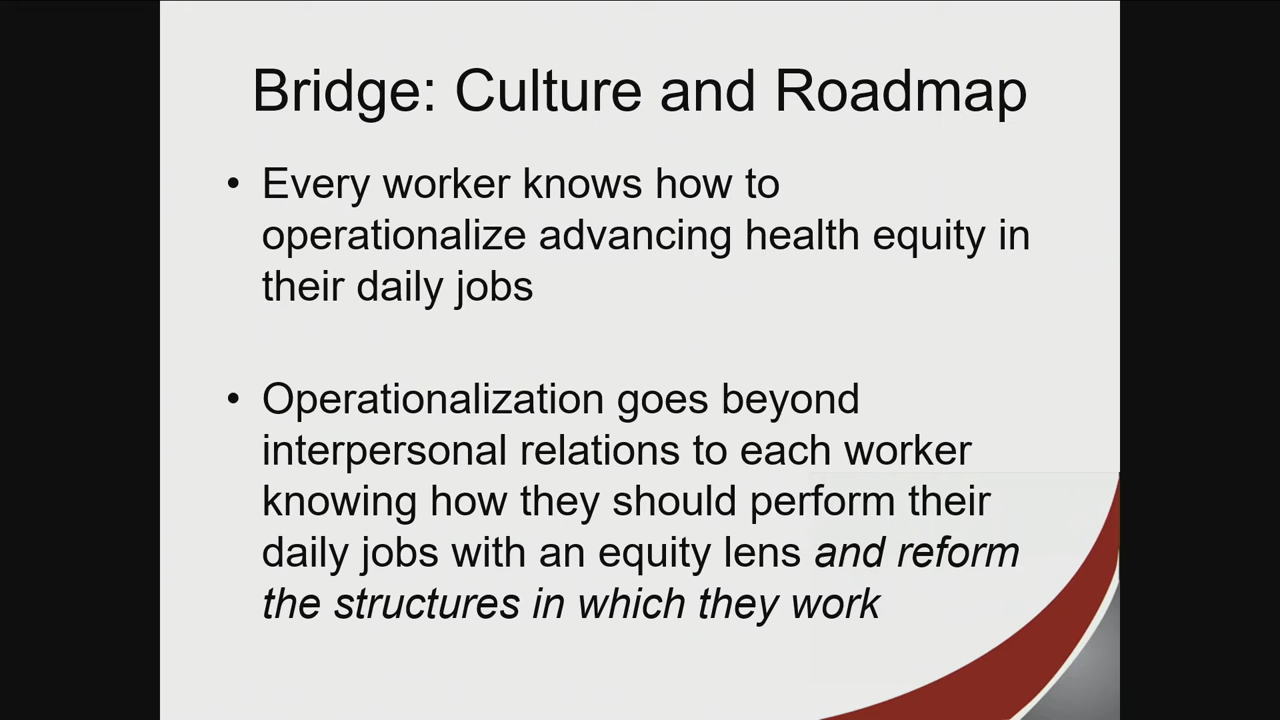 Bridge: Culture and Roadmap
• Every worker knows how to
operationalize advancing health equity in
their daily jobs
• Operationalization goes beyond
interpersonal relations to each worker
knowing how they should perform their
daily jobs with an equity lens and reform
the structures in which they work